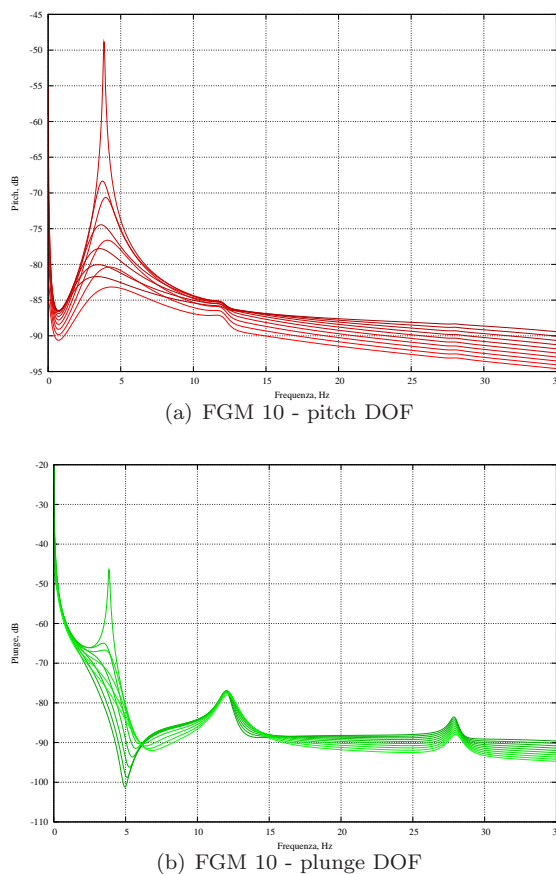 -45
-50
-55
-60
-65
-70
-75
-80
-85
-90
-95
Pitch, dB
0 5 10 15 20 25 30 35
Frequenza, Hz
(a) FGM 10 - pitch DOF
-20
-30
-40
-50
-60
-70
-80
-90
-100
-110
Plunge, dB
0 5 10 15 20 25 30 35
Frequenza, Hz
(b) FGM 10 - plunge DOF